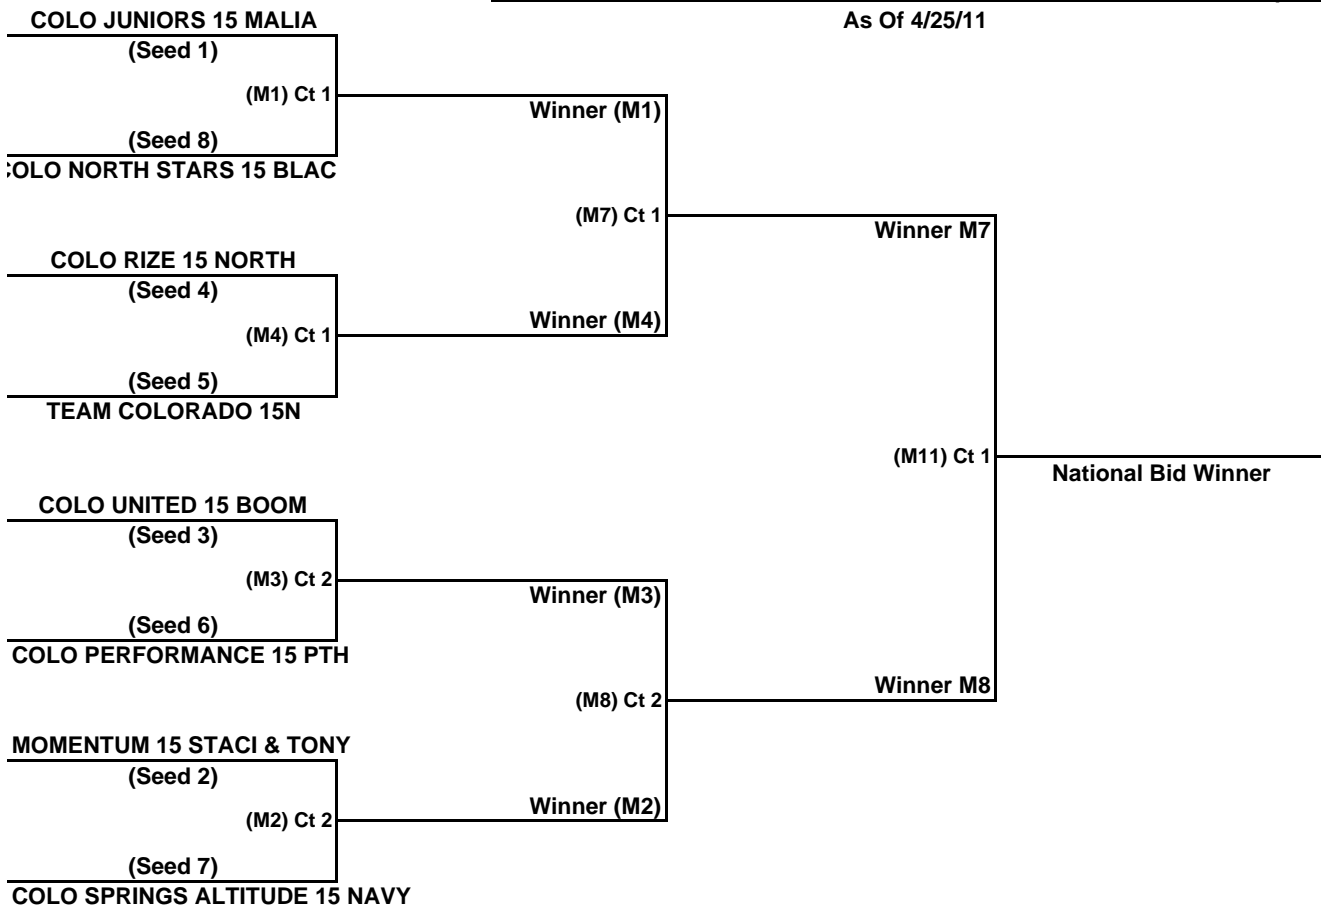 As Of 4/25/11
COLO JUNIORS 15 MALIA
(Seed 1)
(M1) Ct 1
Winner (M1)
(Seed 8)
COLO NORTH STARS 15 BLAC
(M7) Ct 1
Winner M7
COLO RIZE 15 NORTH
(Seed 4)
(M4) Ct 1
Winner (M4)
(Seed 5)
TEAM COLORADO 15N
(M11) Ct 1
National Bid Winner
COLO UNITED 15 BOOM
(Seed 3)
(M3) Ct 2
Winner (M3)
(Seed 6)
COLO PERFORMANCE 15 PTH
(M8) Ct 2
Winner M8
MOMENTUM 15 STACI & TONY
(Seed 2)
(M2) Ct 2
Winner (M2)
(Seed 7)
COLO SPRINGS ALTITUDE 15 NAVY